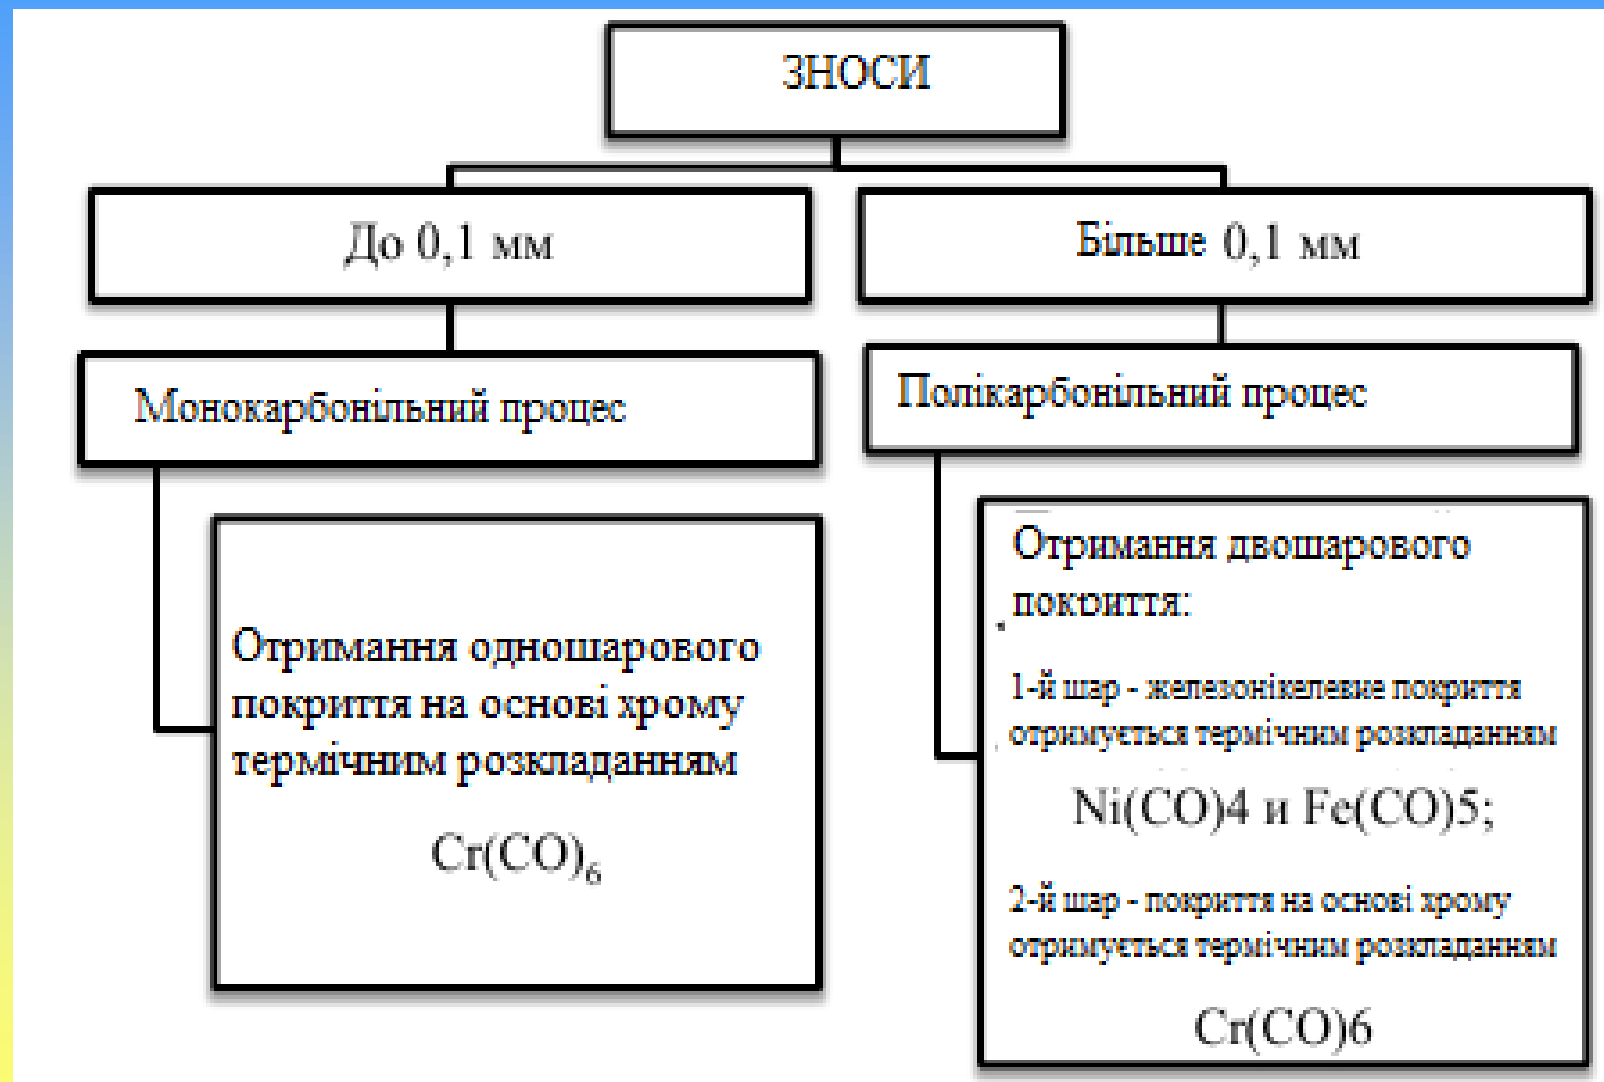 ЗНОСИ
До 0,1 мм
Більше 0,1 мм
Монокарбонільний процес
Полікарбонільний процес
Отримання одношарового
покриття на основі хрому
термічним розкладанням
Cr(CO)₆
Отримання двошарового
покриття:
1-й шар - железонікелевие покриття
отримується термічним розкладанням
Ni(CO)4 и Fe(CO)5;
2-й шар - покриття на основі хрому
отримується термічним розкладанням
Cr(CO)6